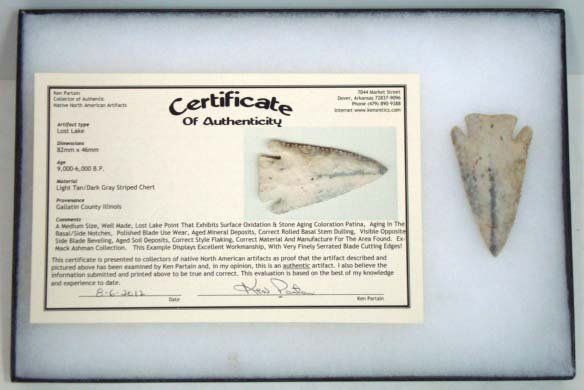 Ken Partain
Collector of Authentic
Native North American Artifacts
Certificate
Of Authenticity
7044 Market Street
Dover, Arkansas 72837-9096
Phone (479) 890-9388
Internet www.kenretics.com
Artifact type
Lost Lake
Dimensions
82mm x 46mm
Age
9,000-6,000 B.P.
Material
Light Tan/Dark Gray Striped Chert
Provenance
Gallatin County Illinois
Comments
A Medium Size, Well Made, Lost Lake Point That Exhibits Surface Oxidation & Stone Aging Coloration Patina, Aging In The
Basal/Side Notches, Polished Blade Use Wear, Aged Mineral Deposits, Correct Rolled Basal Stem Dulling, Visible Opposite
Side Blade Beveling, Aged Soil Deposits, Correct Style Flaking, Correct Material And Manufacture For The Area Found. Ex-
Mack Ashman Collection. This Example Displays Excellent Workmanship, With Very Finely Serrated Blade Cutting Edges!
This certificate is presented to collectors of native North American artifacts as proof that the artifact described and
pictured above has been examined by Ken Partain and, in my opinion, this is an authentic artifact. I also believe the
information submitted and printed above to be true and correct. This evaluation is based on the best of my knowledge
and experience to date.
8-6-2012 Ken Partain
Date Ken Partain